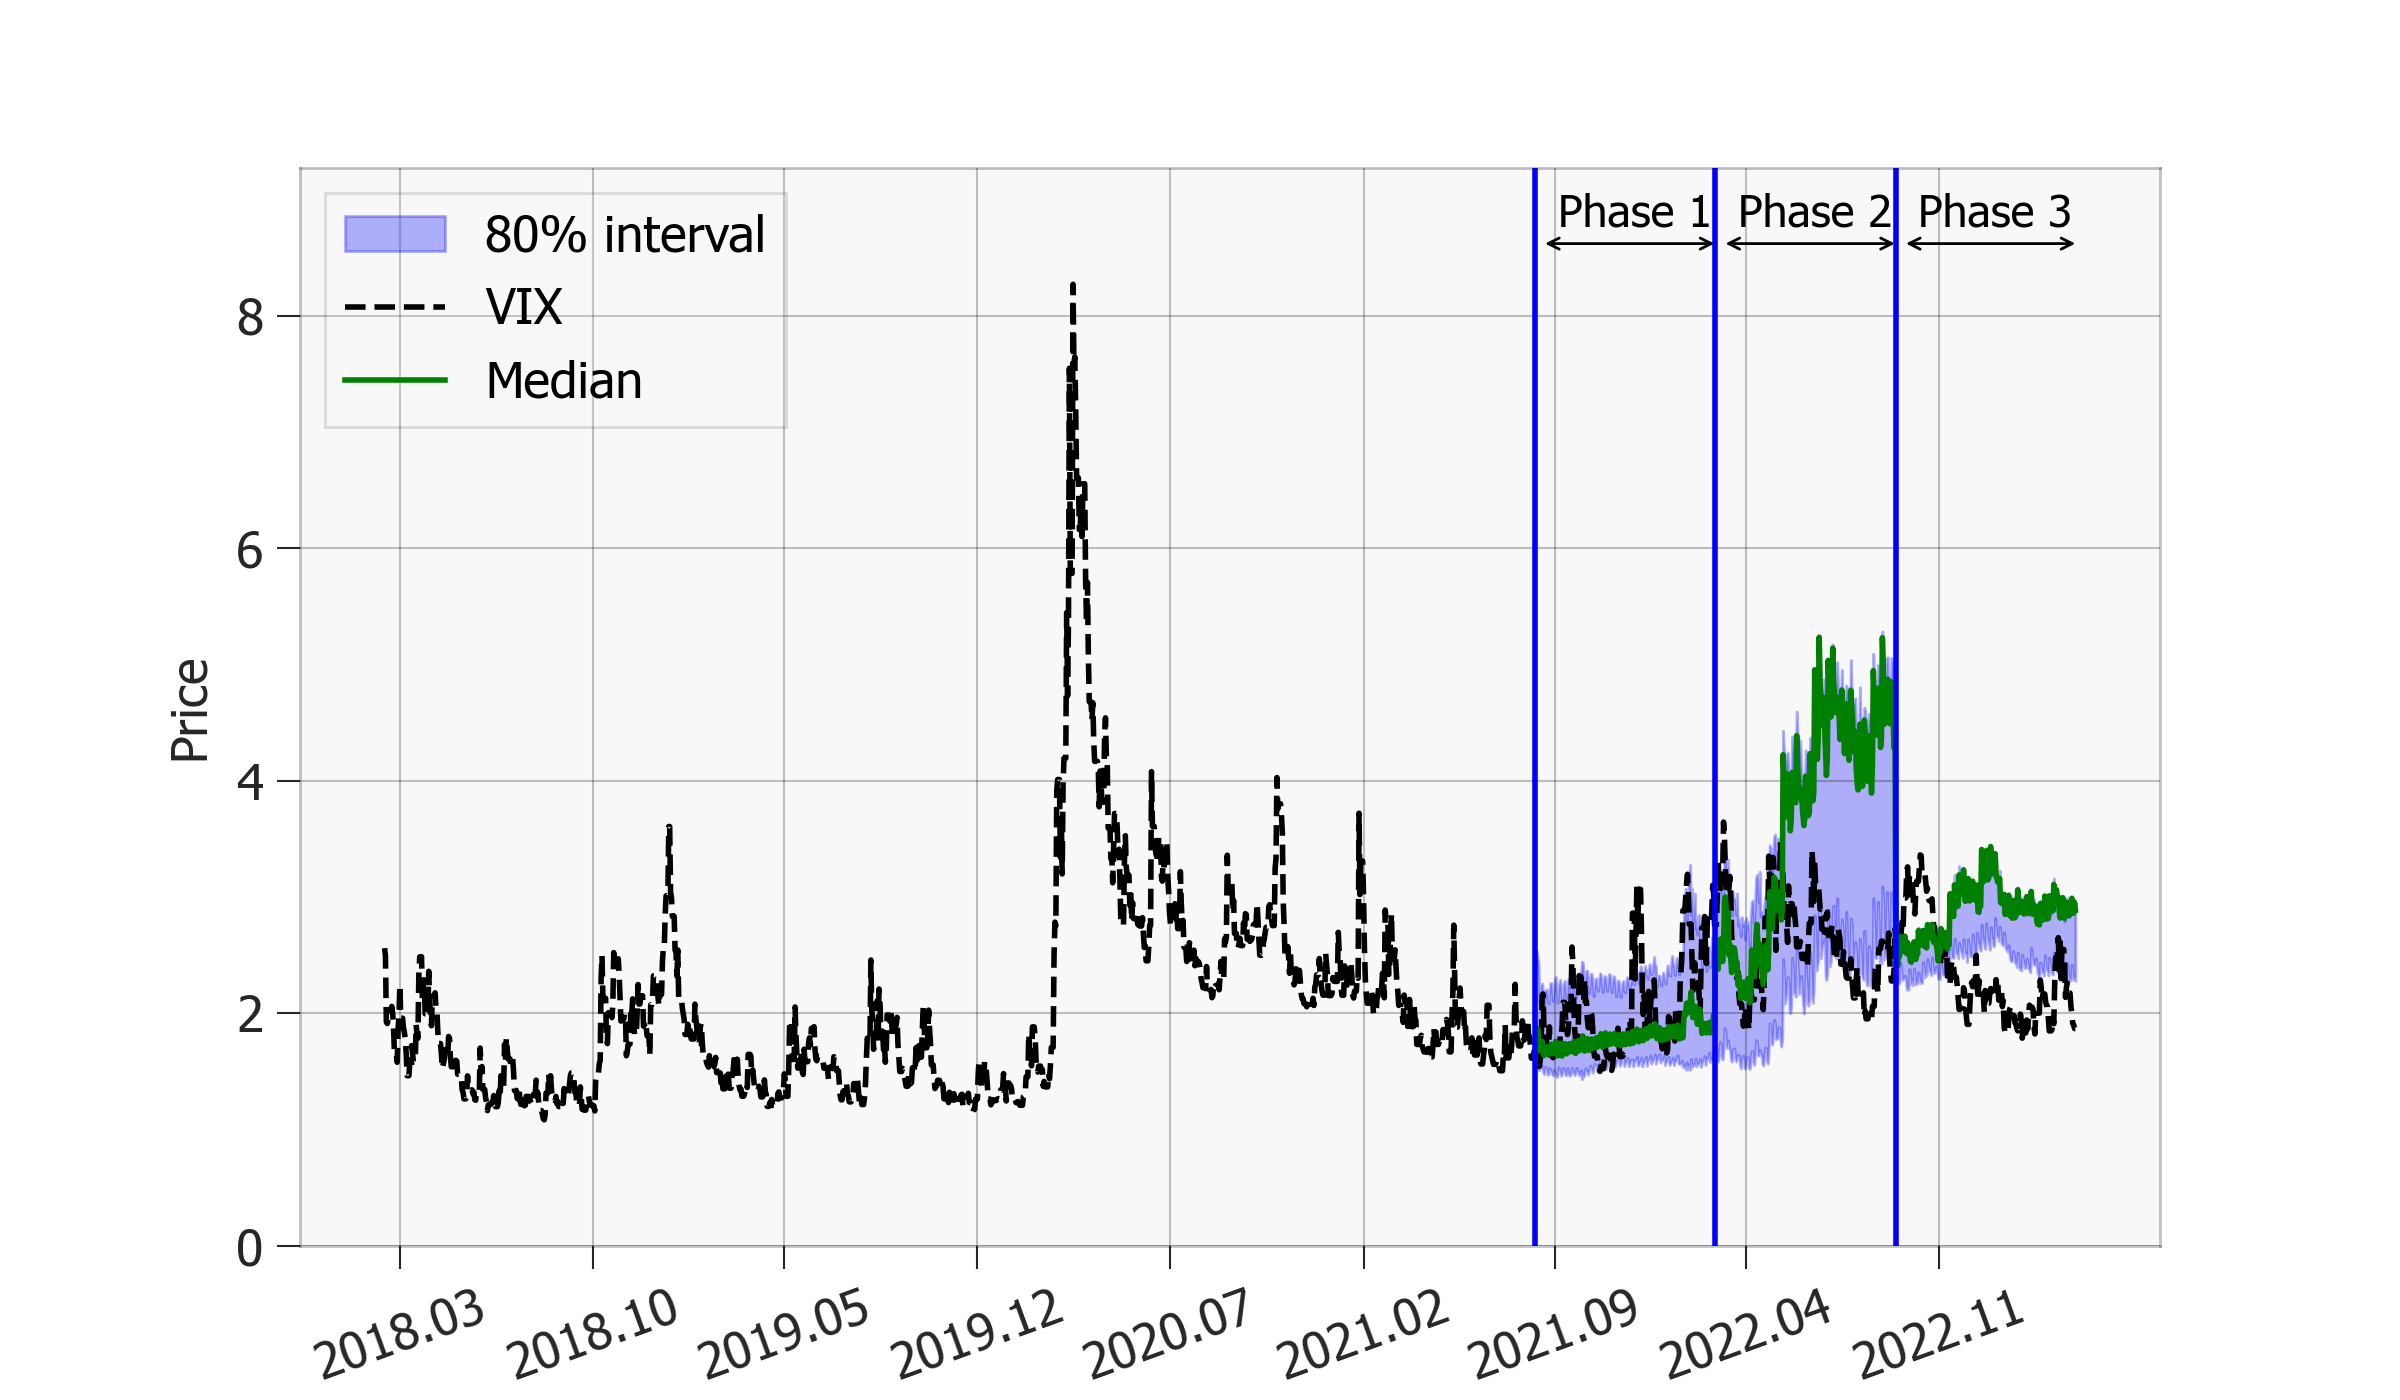 80% interval
VIX
Median
Phase 1
Phase 2
Phase 3
8
6
4
2
0
Price
2018.03
2018.10
2019.05
2019.12
2020.07
2021.02
2021.09
2022.04
2022.11